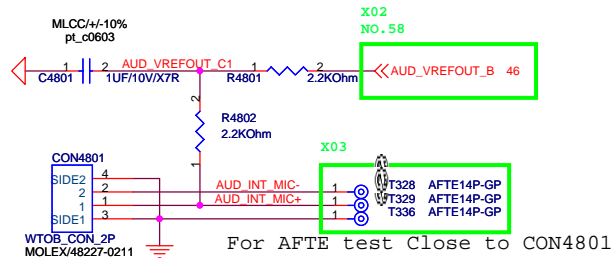 X02
NO.58
MLCC/+/-10%
pt_c0603
AUD_VREFOUT_C1
1 2
C4801 1UF/10V/X7R
1 2
R4801 2.2KOhm
AUD_VREFOUT_B 46
2
R4802
2.2KOhm
1
X03
CON4801
SIDE2 4
2 2
1 1
SIDE1 3
AUD_INT_MIC-
AUD_INT_MIC+
1 T328 AFTE14P-GP
1 T329 AFTE14P-GP
1 T336 AFTE14P-GP
WTOB_CON_2P
MOLEX/48227-0211
For AFTE test Close to CON4801